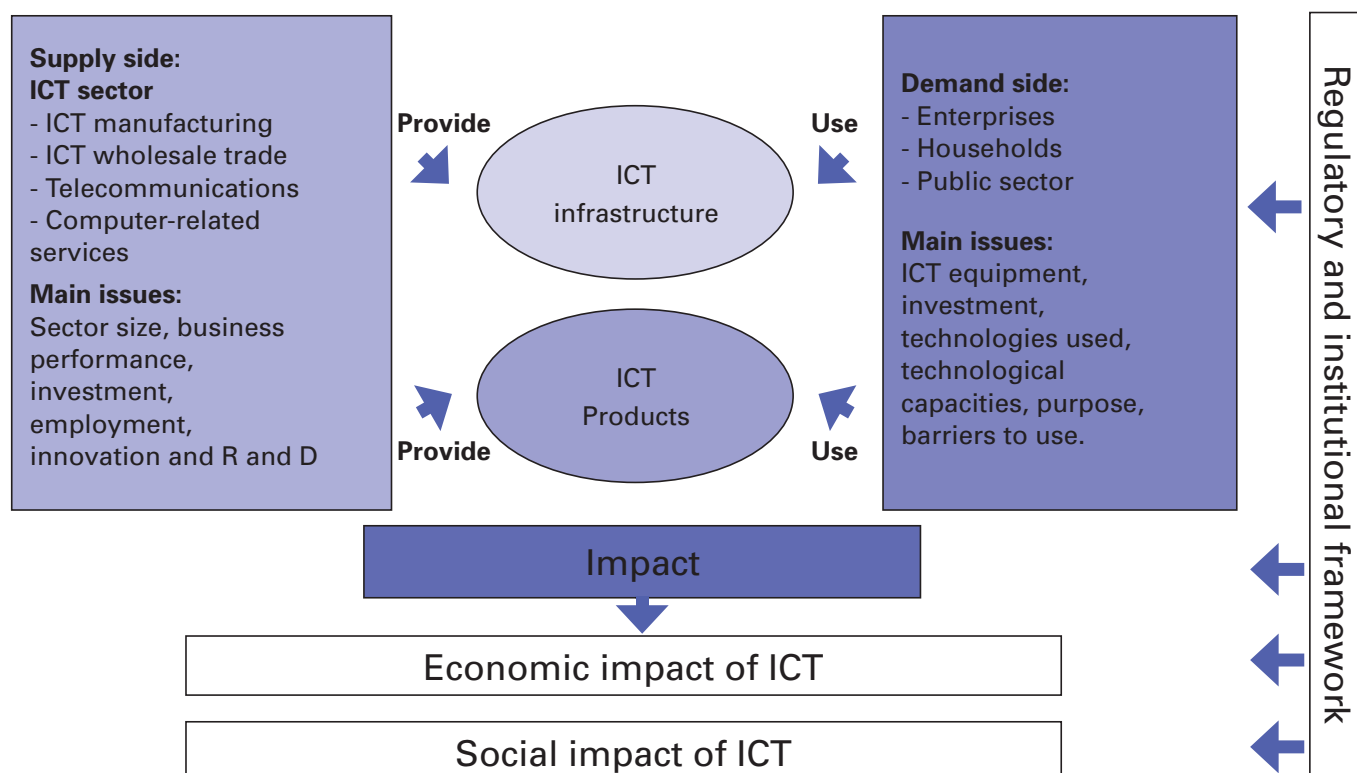 Supply side:
ICT sector
- ICT manufacturing
- ICT wholesale trade
- Telecommunications
- Computer-related
services
Main issues:
Sector size, business
performance,
investment,
employment,
innovation and R and D
Provide
ICT
infrastructure
Use
ICT
Products
Provide
Use
Demand side:
- Enterprises
- Households
- Public sector
Main issues:
ICT equipment,
investment,
technologies used,
technological
capacities, purpose,
barriers to use.
Regulatory and institutional framework
Impact
Economic impact of ICT
Social impact of ICT